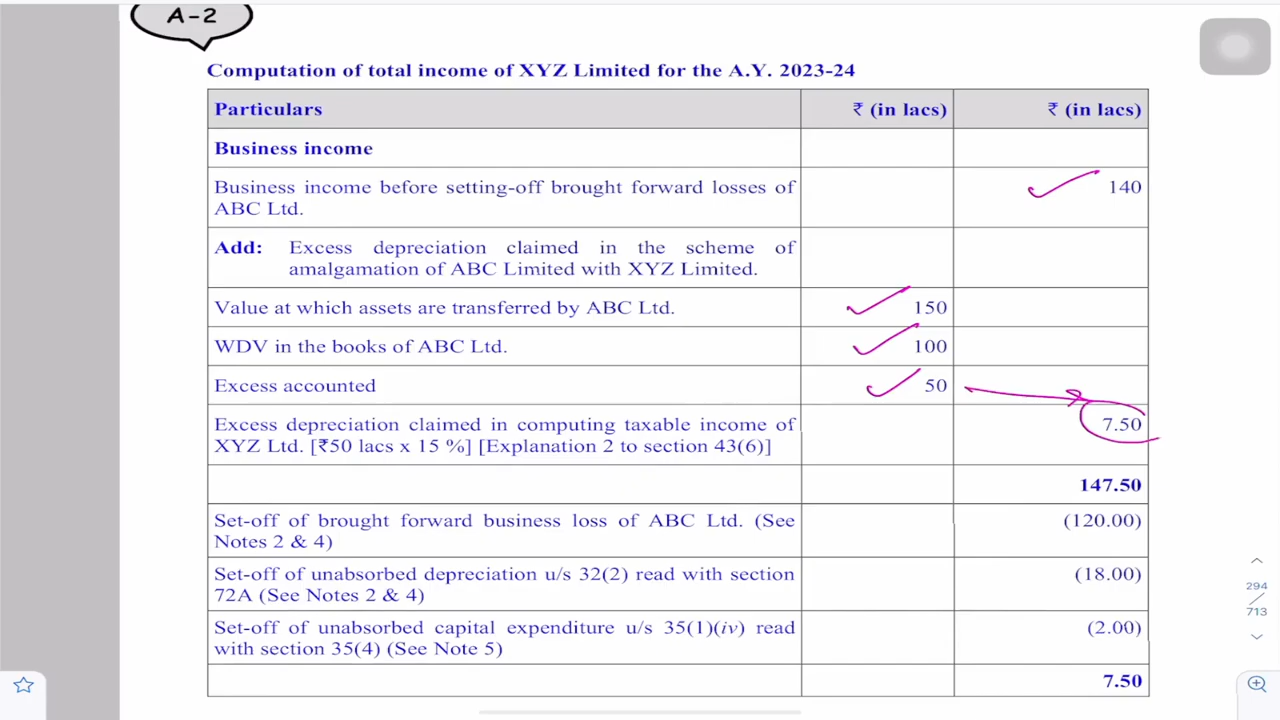 A-2
Computation of total income of XYZ Limited for the A.Y. 2023-24
Particulars ₹ (in lacs) ₹ (in lacs)
Business income
Business income before setting-off brought forward losses of 140
ABC Ltd.
Add: Excess depreciation claimed in the scheme of
amalgamation of ABC Limited with XYZ Limited.
Value at which assets are transferred by ABC Ltd. 150
WDV in the books of ABC Ltd. 100
Excess accounted 50
Excess depreciation claimed in computing taxable income of 7.50
XYZ Ltd. [₹50 lacs x 15 %] [Explanation 2 to section 43(6)]
147.50
Set-off of brought forward business loss of ABC Ltd. (See (120.00)
Notes 2 & 4)
Set-off of unabsorbed depreciation u/s 32(2) read with section (18.00)
72A (See Notes 2 & 4)
Set-off of unabsorbed capital expenditure u/s 35(1)(iv) read (2.00)
with section 35(4) (See Note 5)
7.50
294
713